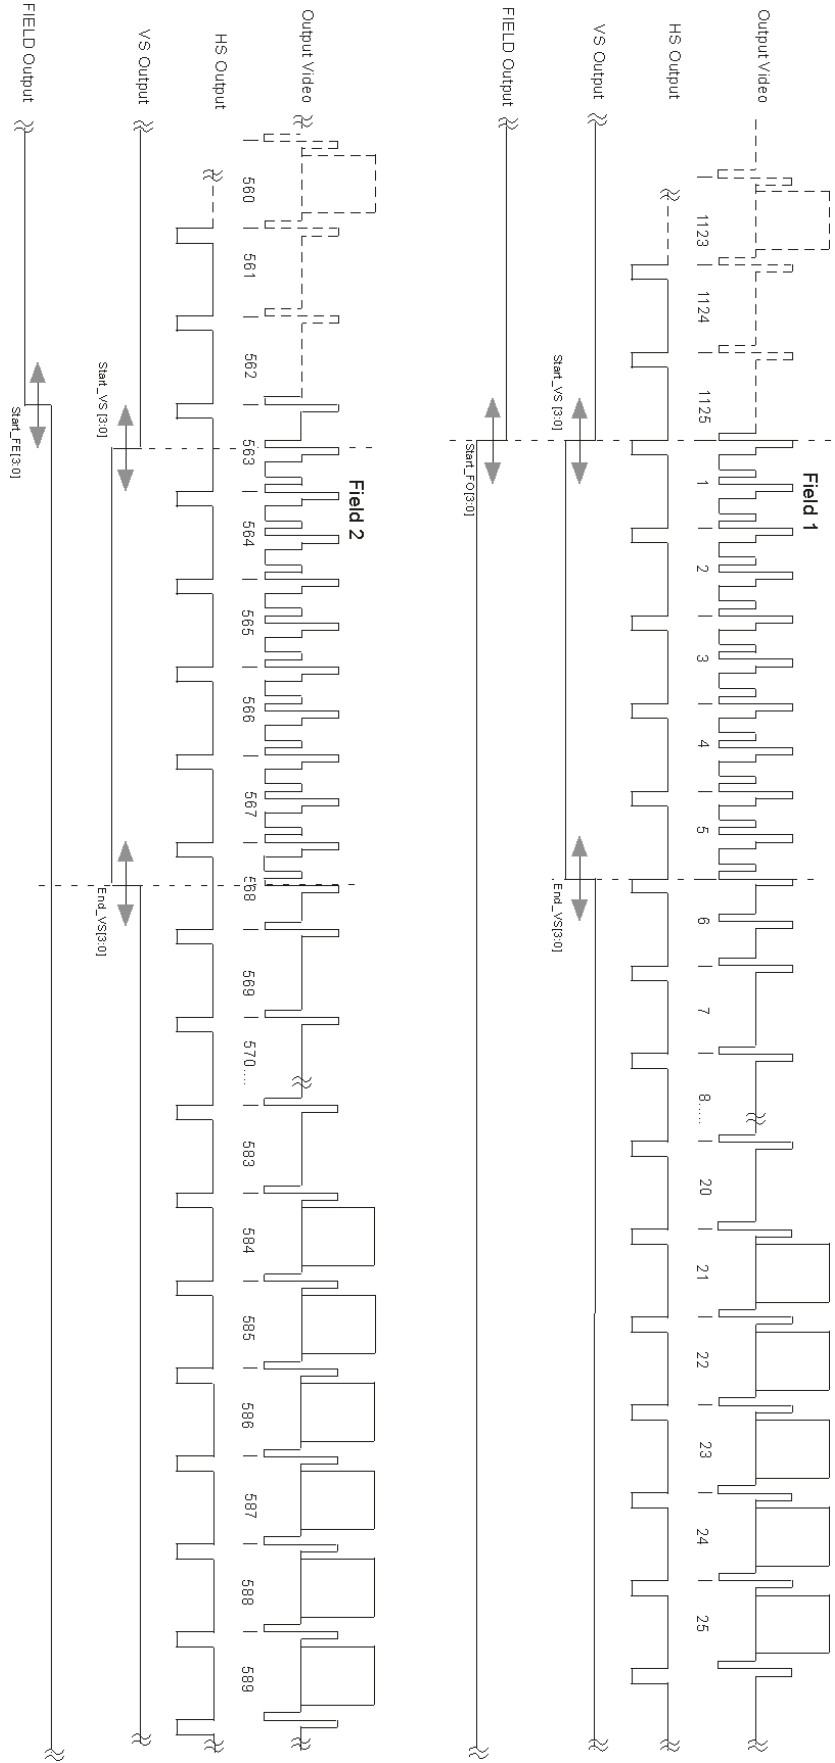 Field 1
Output Video
1123 1124 1125 1 2 3 4 5 6 7 8...... 20 21 22 23 24 25
HS Output
VS Output
Start_VS [3:0]
End_VS[3:0]
FIELD Output
Start_FO[3:0]
Field 2
Output Video
560 561 562 563 564 565 566 567 568 569 570.... 583 584 585 586 587 588 589
HS Output
VS Output
Start_VS [3:0]
End_VS[3:0]
FIELD Output
Start_FE[3:0]